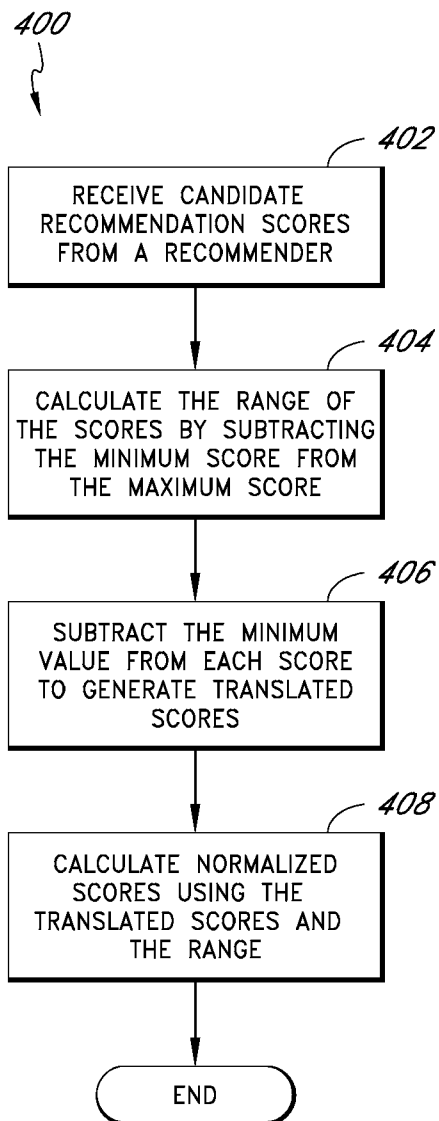 400
402
RECEIVE CANDIDATE
RECOMMENDATION SCORES
FROM A RECOMMENDER
404
CALCULATE THE RANGE OF
THE SCORES BY SUBTRACTING
THE MINIMUM SCORE FROM
THE MAXIMUM SCORE
406
SUBTRACT THE MINIMUM
VALUE FROM EACH SCORE
TO GENERATE TRANSLATED
SCORES
408
CALCULATE NORMALIZED
SCORES USING THE
TRANSLATED SCORES AND
THE RANGE
END